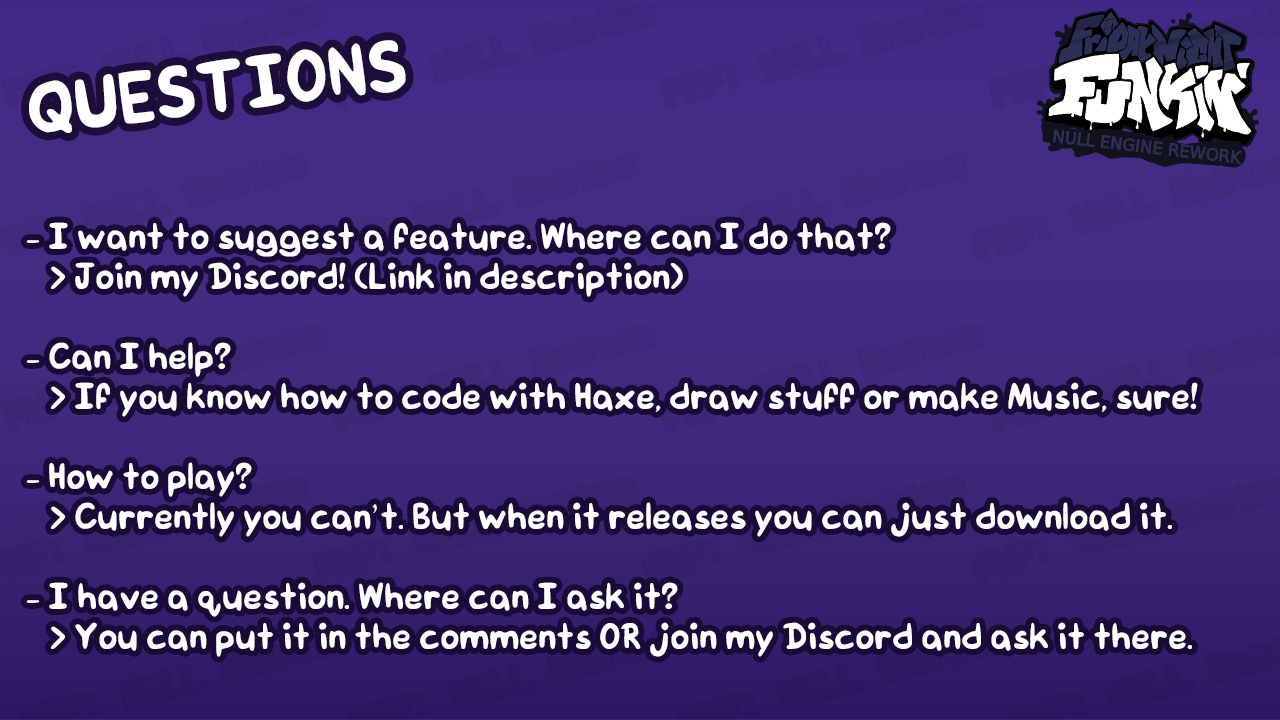 QUESTIONS
FRIDAY NIGHT
FUNKIN'
NULL ENGINE REWORK
- I want to suggest a feature. Where can I do that?
> Join my Discord! (Link in description)
- Can I help?
> If you know how to code with Haxe, draw stuff or make Music, sure!
- How to play?
> Currently you can't. But when it releases you can just download it.
- I have a question. Where can I ask it?
> You can put it in the comments OR join my Discord and ask it there.